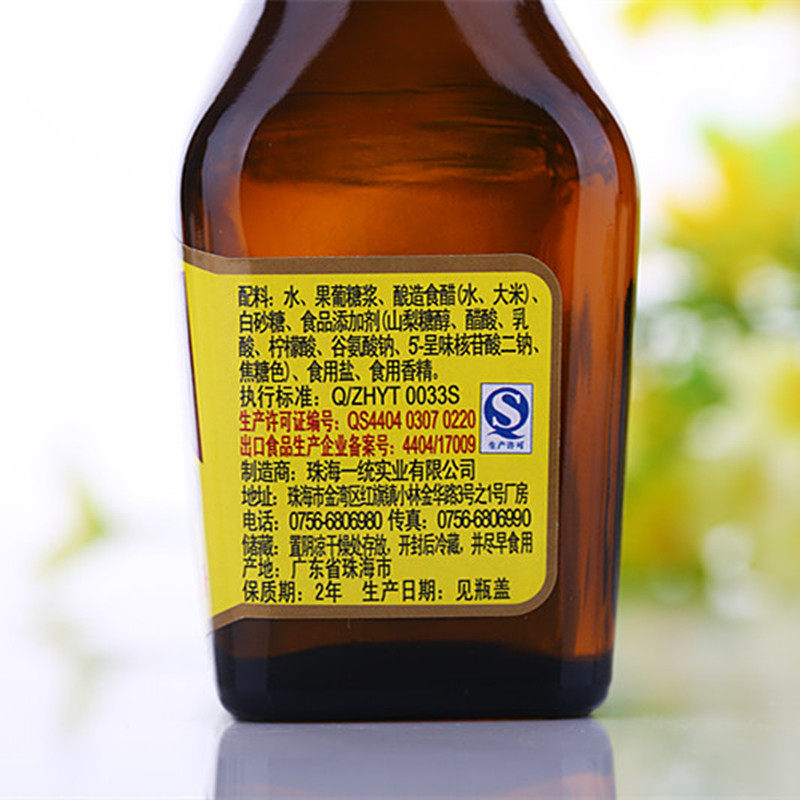 配料：水、果葡糖浆、酿造食醋(水、大米)、
白砂糖、食品添加剂(山梨糖醇、醋酸、乳
酸、柠檬酸、谷氨酸钠、5-呈味核苷酸二钠、
焦糖色)、食用盐、食用香精。
执行标准：Q/ZHYT 0033S
生产许可证编号：QS4404 0307 0220
出口食品生产企业备案号：4404/17009
生产许可
制造商：珠海一统实业有限公司
地址：珠海市金湾区红旗镇小林金华路3号之1号厂房
电话：0756-6806980 传真：0756-6806990
储藏：置阴凉干燥处存放，开封后冷藏，并尽早食用
产地：广东省珠海市
保质期：2年 生产日期：见瓶盖